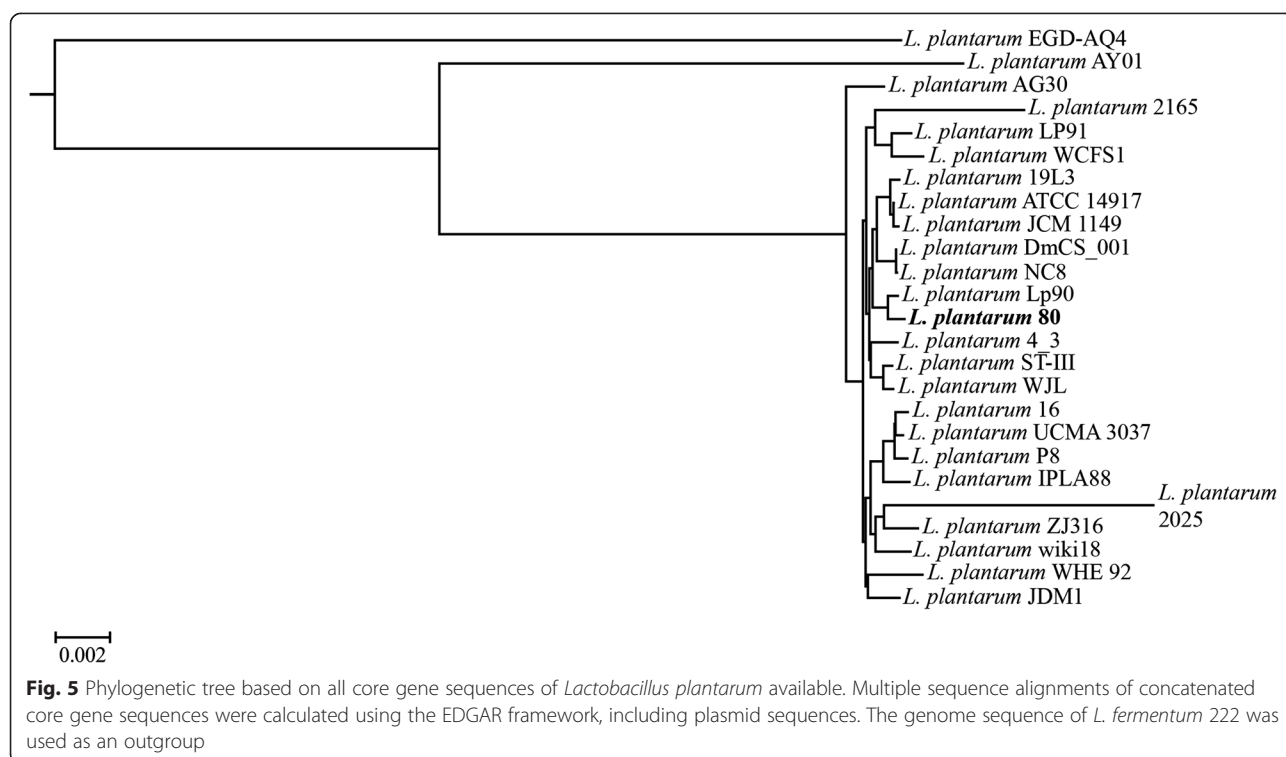 L. plantarum EGD-AQ4
L. plantarum AY01
L. plantarum AG30
L. plantarum 2165
L. plantarum LP91
L. plantarum WCFS1
L. plantarum 19L3
L. plantarum ATCC 14917
L. plantarum JCM 1149
L. plantarum DmCS_001
L. plantarum NC8
L. plantarum Lp90
L. plantarum 80
L. plantarum 4_3
L. plantarum ST-III
L. plantarum WJL
L. plantarum 16
L. plantarum UCMA 3037
L. plantarum P8
L. plantarum IPLA88
L. plantarum
2025
L. plantarum ZJ316
L. plantarum wiki18
L. plantarum WHE 92
L. plantarum JDM1
0.002
Fig. 5 Phylogenetic tree based on all core gene sequences of Lactobacillus plantarum available. Multiple sequence alignments of concatenated
core gene sequences were calculated using the EDGAR framework, including plasmid sequences. The genome sequence of L. fermentum 222 was
used as an outgroup